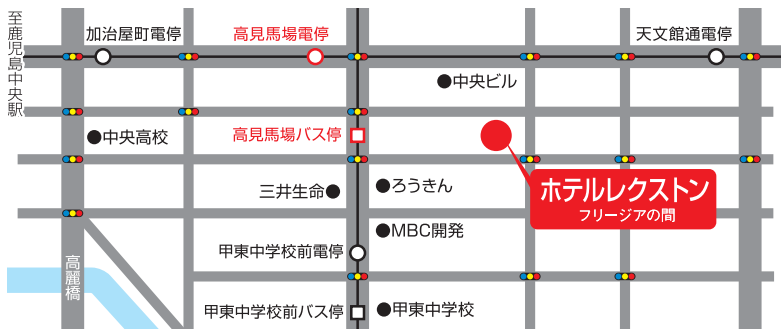 至鹿児島中央駅
加治屋町電停
高見馬場電停
天文館通電停
●中央ビル
●中央高校
高見馬場バス停
三井生命●
●ろうきん
ホテルレクストン
フリージアの間
●MBC開発
甲東中学校前電停
高麗橋
甲東中学校前バス停
●甲東中学校